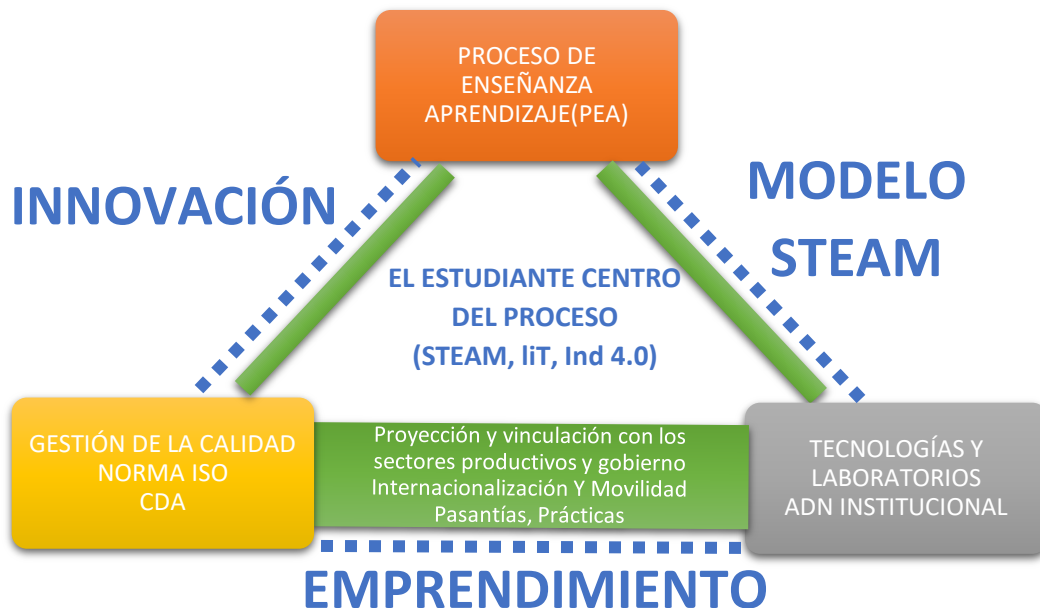 PROCESO DE
ENSEÑANZA
APRENDIZAJE(PEA)
INNOVACIÓN
MODELO
STEAM
EL ESTUDIANTE CENTRO
DEL PROCESO
(STEAM, liT, Ind 4.0)
GESTIÓN DE LA CALIDAD
NORMA ISO
CDA
Proyección y vinculación con los
sectores productivos y gobierno
Internacionalización Y Movilidad
Pasantías, Prácticas
TECNOLOGÍAS Y
LABORATORIOS
ADN INSTITUCIONAL
EMPRENDIMIENTO